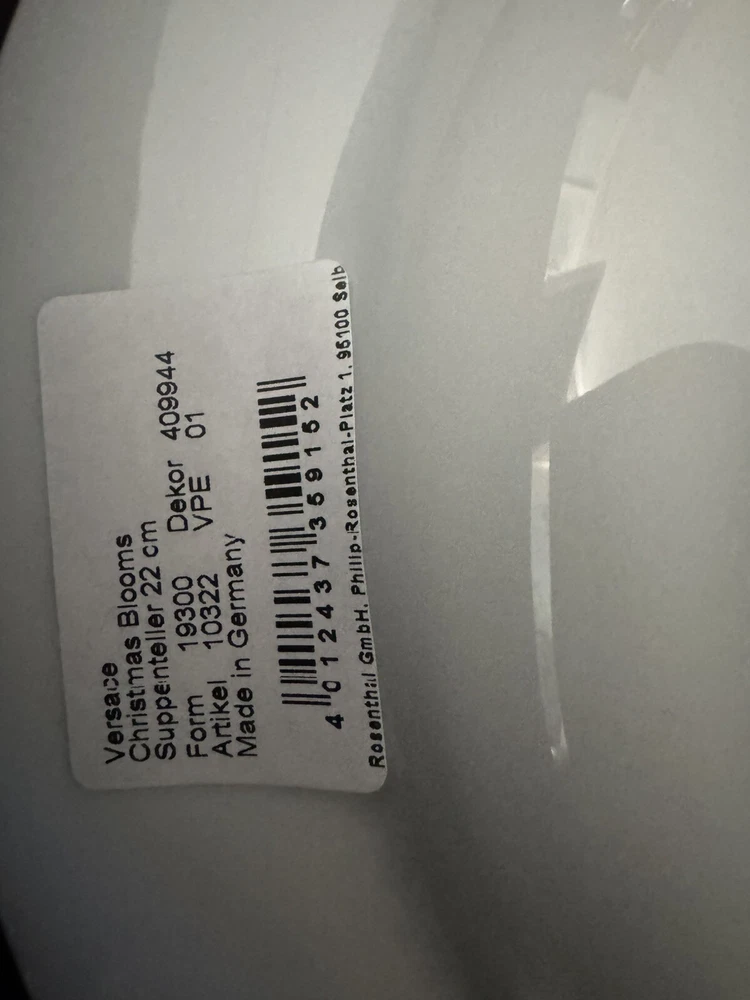 Versace
Christmas Blooms
Suppenteller 22 cm
Form 19300 Dekor 409944
Artikel 10322 VPE 01
Made in Germany
4 012437 359152
Rosenthal GmbH, Philip-Rosenthal-Platz 1, 95100 Selb